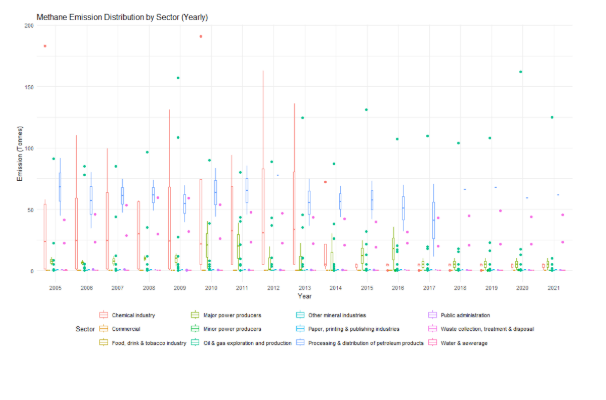 Methane Emission Distribution by Sector (Yearly)
200
150
100
50
0
Emission (Tonnes)
2005 2006 2007 2008 2009 2010 2011 2012 2013 2014 2015 2016 2017 2018 2019 2020 2021
Year
Sector
Chemical industry Major power producers Other mineral industries Public administration
Commercial Minor power producers Paper, printing & publishing industries Waste collection, treatment & disposal
Food, drink & tobacco industry Oil & gas exploration and production Processing & distribution of petroleum products Water & sewerage